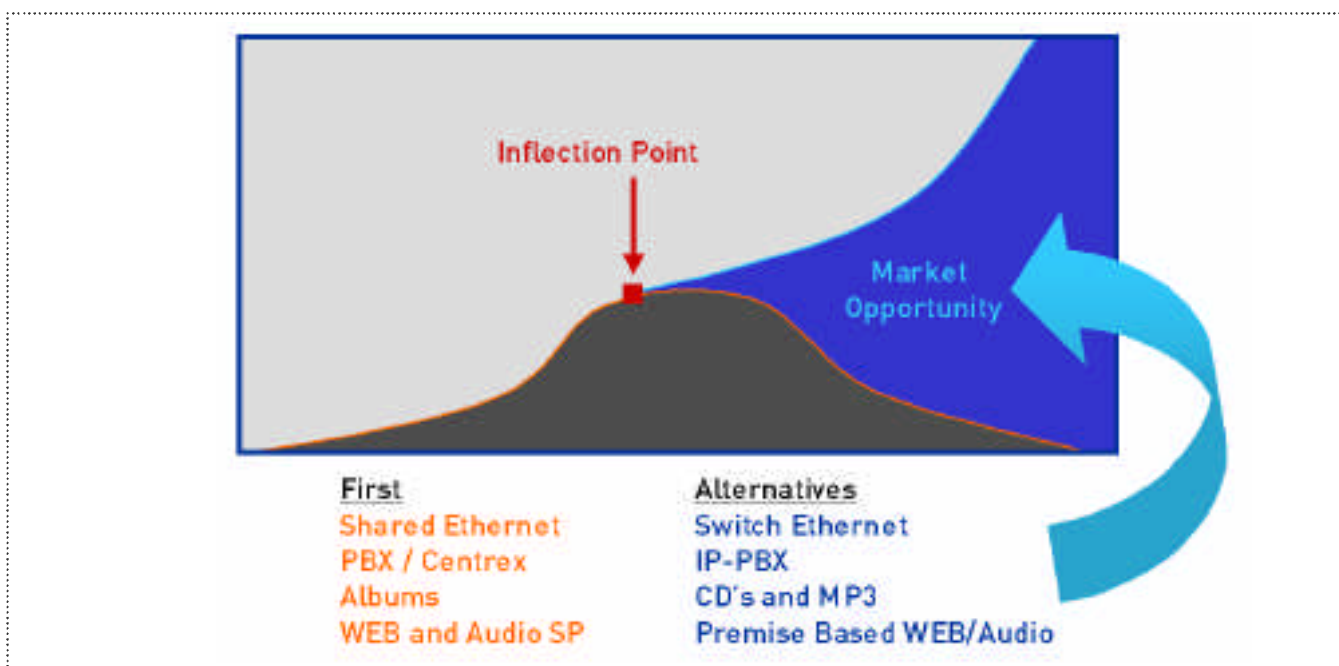 Inflection Point
Market
Opportunity
First
Shared Ethernet
PBX / Centrex
Albums
WEB and Audio SP
Alternatives
Switch Ethernet
IP-PBX
CD's and MP3
Premise Based WEB/Audio